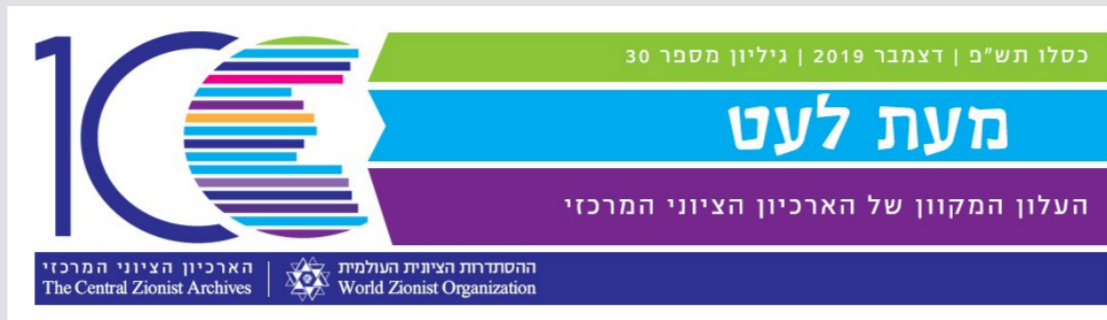 100
כסלו תש״פ | דצמבר 2019 | גיליון מספר 30
מעת לעט
העלון המקוון של הארכיון הציוני המרכזי
ההסתדרות הציונית העולמית | הארכיון הציוני המרכזי
The Central Zionist Archives | World Zionist Organization